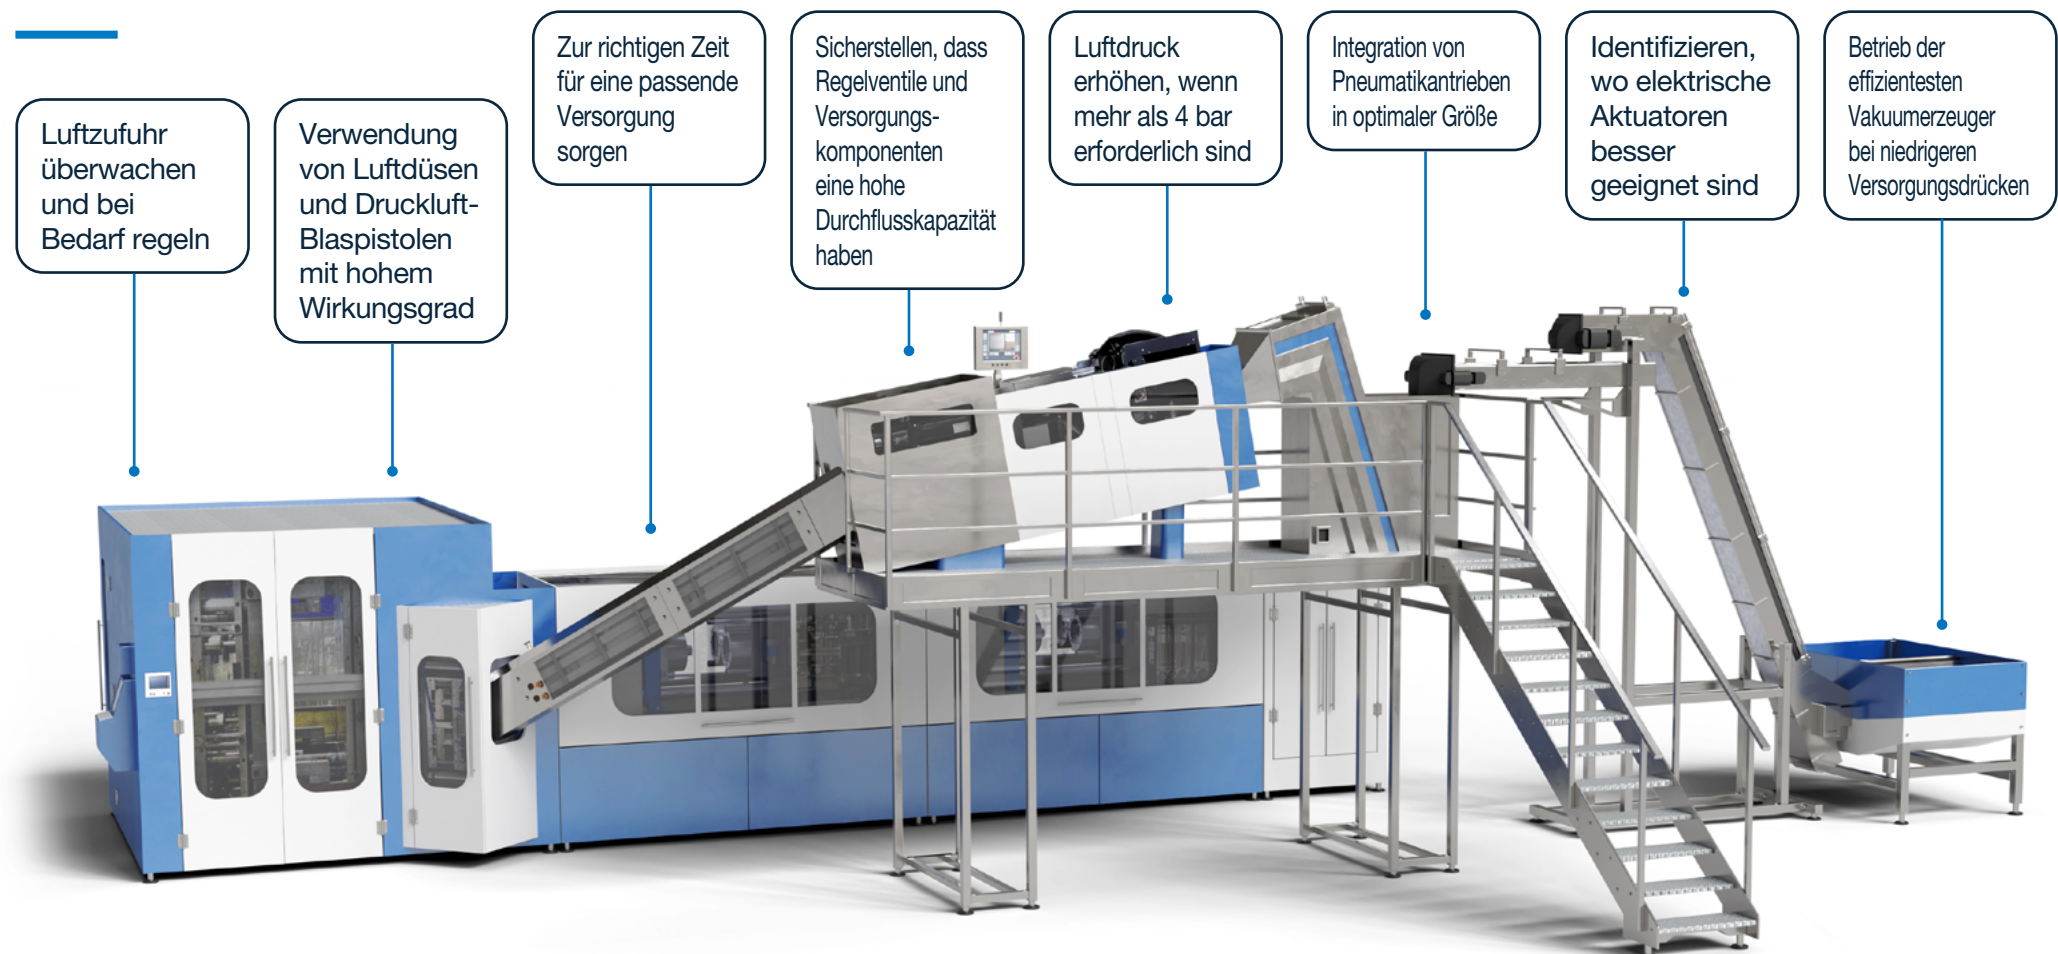 Luftzufuhr
überwachen
und bei
Bedarf regeln
Verwendung
von Luftdüsen
und Druckluft-
Blaspistolen
mit hohem
Wirkungsgrad
Zur richtigen Zeit
für eine passende
Versorgung
sorgen
Sicherstellen, dass
Regelventile und
Versorgungs-
komponenten
eine hohe
Durchflusskapazität
haben
Luftdruck
erhöhen, wenn
mehr als 4 bar
erforderlich sind
Integration von
Pneumatikantrieben
in optimaler Größe
Identifizieren,
wo elektrische
Aktuatoren
besser
geeignet sind
Betrieb der
effizientesten
Vakuumerzeuger
bei niedrigeren
Versorgungsdrücken